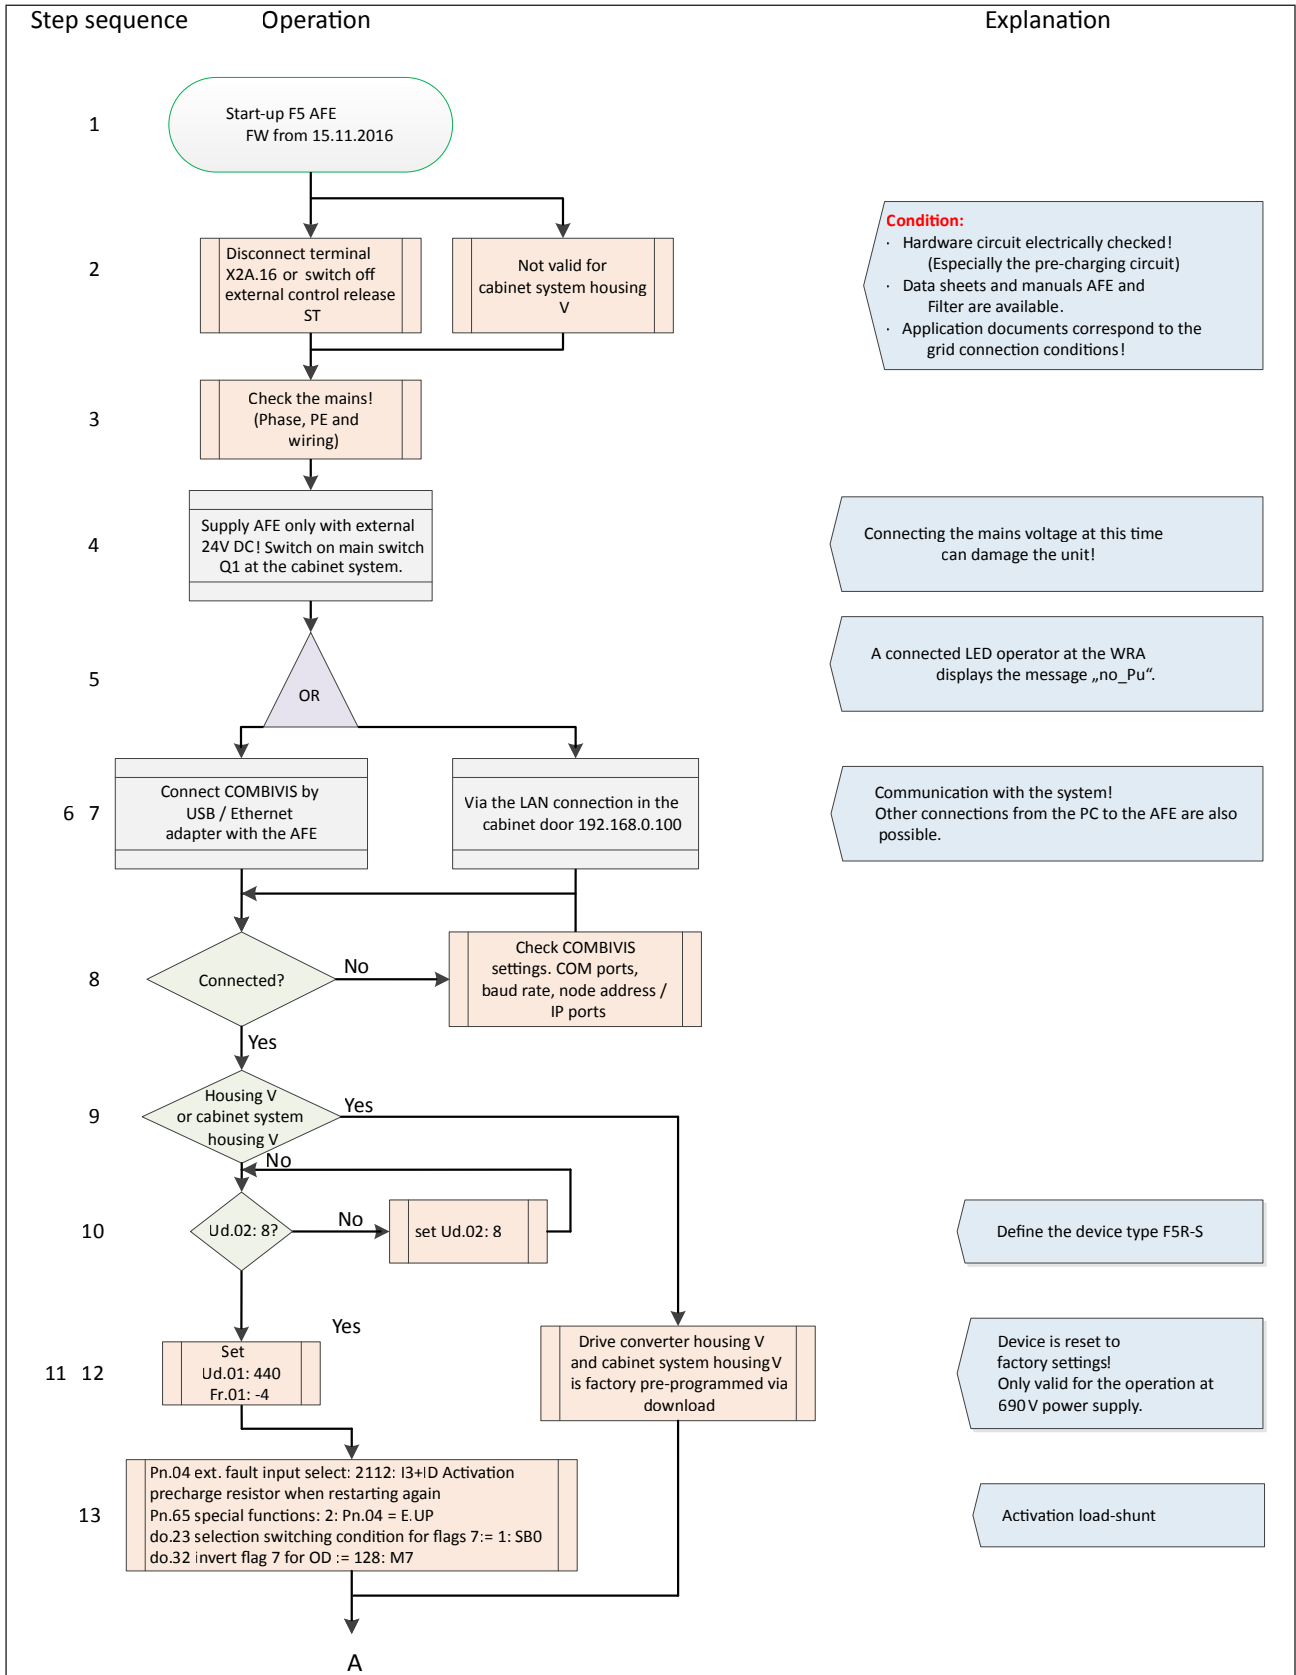 Step sequence
Operation
Explanation
1
Start-up F5 AFE
FW from 15.11.2016
2
Disconnect terminal
X2A.16 or switch off
external control release
ST
Not valid for
cabinet system housing
V
Condition:
· Hardware circuit electrically checked!
(Especially the pre-charging circuit)
· Data sheets and manuals AFE and
Filter are available.
· Application documents correspond to the
grid connection conditions!
3
Check the mains!
(Phase, PE and
wiring)
4
Supply AFE only with external
24V DC! Switch on main switch
Q1 at the cabinet system.
Connecting the mains voltage at this time
can damage the unit!
5
OR
A connected LED operator at the WRA
displays the message „no_Pu“.
6 7
Connect COMBIVIS by
USB / Ethernet
adapter with the AFE
Via the LAN connection in the
cabinet door 192.168.0.100
Communication with the system!
Other connections from the PC to the AFE are also
possible.
8
Connected?
No
Check COMBIVIS
settings. COM ports,
baud rate, node address /
IP ports
Yes
9
Housing V
or cabinet system
housing V
Yes
No
10
Ud.02: 8?
No
set Ud.02: 8
Define the device type F5R-S
Yes
11 12
Set
Ud.01: 440
Fr.01: -4
Drive converter housing V
and cabinet system housing V
is factory pre-programmed via
download
Device is reset to
factory settings!
Only valid for the operation at
690 V power supply.
13
Pn.04 ext. fault input select: 2112: I3+ID Activation
precharge resistor when restarting again
Pn.65 special functions: 2: Pn.04 = E.UP
do.23 selection switching condition for flags 7:= 1: SB0
do.32 invert flag 7 for OD := 128: M7
Activation load-shunt
A